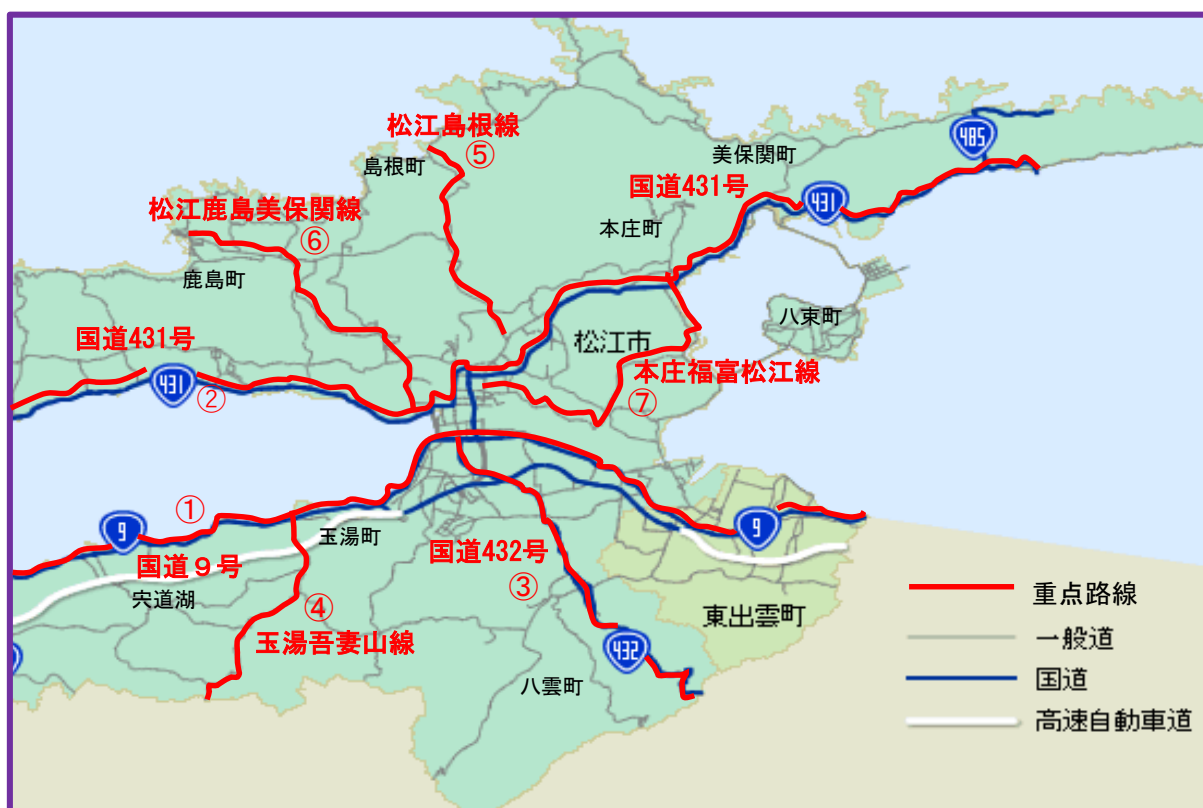 485
美保関町
松江島根線
⑤
島根町
国道431号
431
松江鹿島美保関線
⑥
本庄町
鹿島町
八束町
国道431号
松江市
431
②
本庄福富松江線
⑦
①
9
9
玉湯町
国道９号
国道432号
宍道湖
③
④
玉湯吾妻山線
東出雲町
432
八雲町
重点路線
一般道
国道
高速自動車道